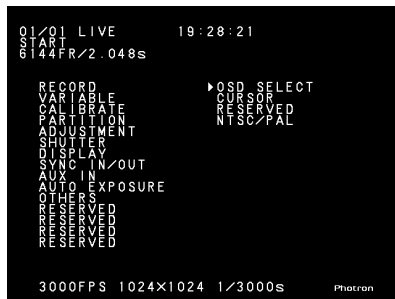 01/01 LIVE 19:28:21
START
6144FR/2.048s
RECORD
VARIABLE
CALIBRATE
PARTITION
ADJUSTMENT
SHUTTER
DISPLAY
SYNC IN/OUT
AUX IN
AUTO EXPOSURE
OTHERS
RESERVED
RESERVED
RESERVED
RESERVED
▶OSD SELECT
CURSOR
RESERVED
NTSC/PAL
3000FPS 1024×1024 1/3000s Photron